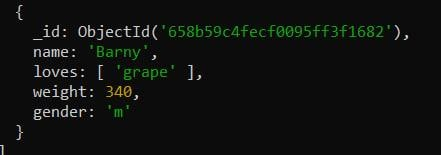 {
_id: ObjectId('658b59c4fecf0095ff3f1682'),
name: 'Barny',
loves: [ 'grape' ],
weight: 340,
gender: 'm'
}
]